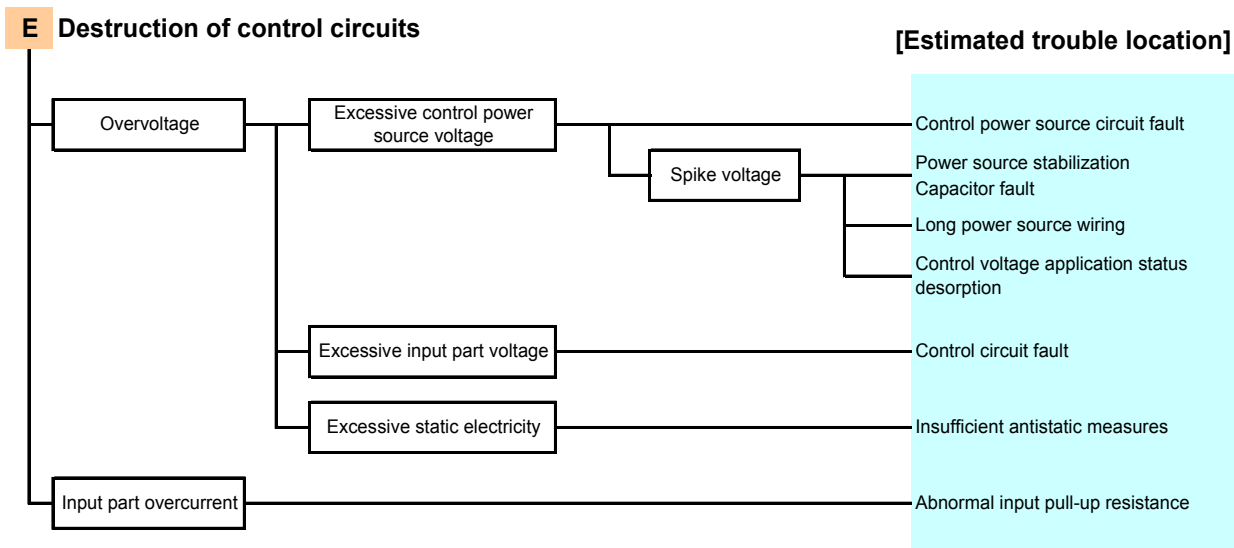 E Destruction of control circuits
[Estimated trouble location]
Overvoltage
Excessive control power
source voltage
Control power source circuit fault
Spike voltage
Power source stabilization
Capacitor fault
Long power source wiring
Control voltage application status
desorption
Excessive input part voltage
Control circuit fault
Excessive static electricity
Insufficient antistatic measures
Input part overcurrent
Abnormal input pull-up resistance